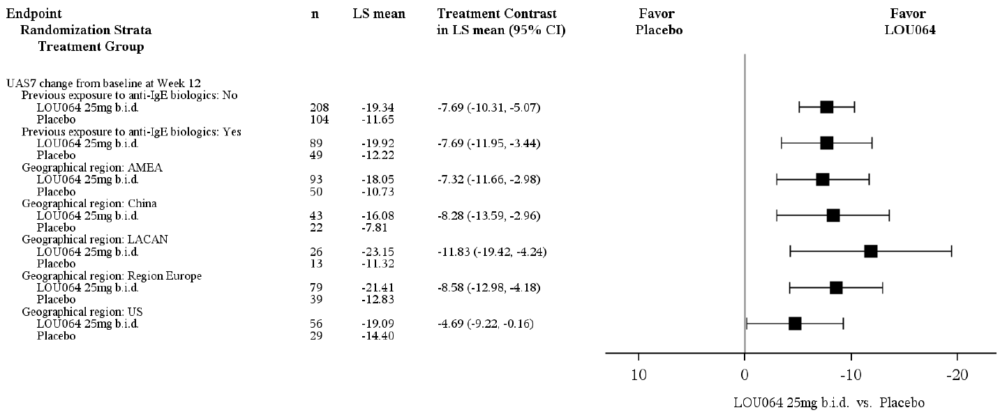 Endpoint n LS mean Treatment Contrast Favor Favor
Randomization Strata in LS mean (95% CI) Placebo LOU064
Treatment Group
UAS7 change from baseline at Week 12
Previous exposure to anti-IgE biologics: No
LOU064 25mg b.i.d. 208 -19.34 -7.69 (-10.31, -5.07)
Placebo 104 -11.65
Previous exposure to anti-IgE biologics: Yes
LOU064 25mg b.i.d. 89 -19.92 -7.69 (-11.95, -3.44)
Placebo 49 -12.22
Geographical region: AMEA
LOU064 25mg b.i.d. 93 -18.05 -7.32 (-11.66, -2.98)
Placebo 50 -10.73
Geographical region: China
LOU064 25mg b.i.d. 43 -16.08 -8.28 (-13.59, -2.96)
Placebo 22 -7.81
Geographical region: LACAN
LOU064 25mg b.i.d. 26 -23.15 -11.83 (-19.42, -4.24)
Placebo 13 -11.32
Geographical region: Region Europe
LOU064 25mg b.i.d. 79 -21.41 -8.58 (-12.98, -4.18)
Placebo 39 -12.83
Geographical region: US
LOU064 25mg b.i.d. 56 -19.09 -4.69 (-9.22, -0.16)
Placebo 29 -14.40
10 0 -10 -20
LOU064 25mg b.i.d. vs. Placebo